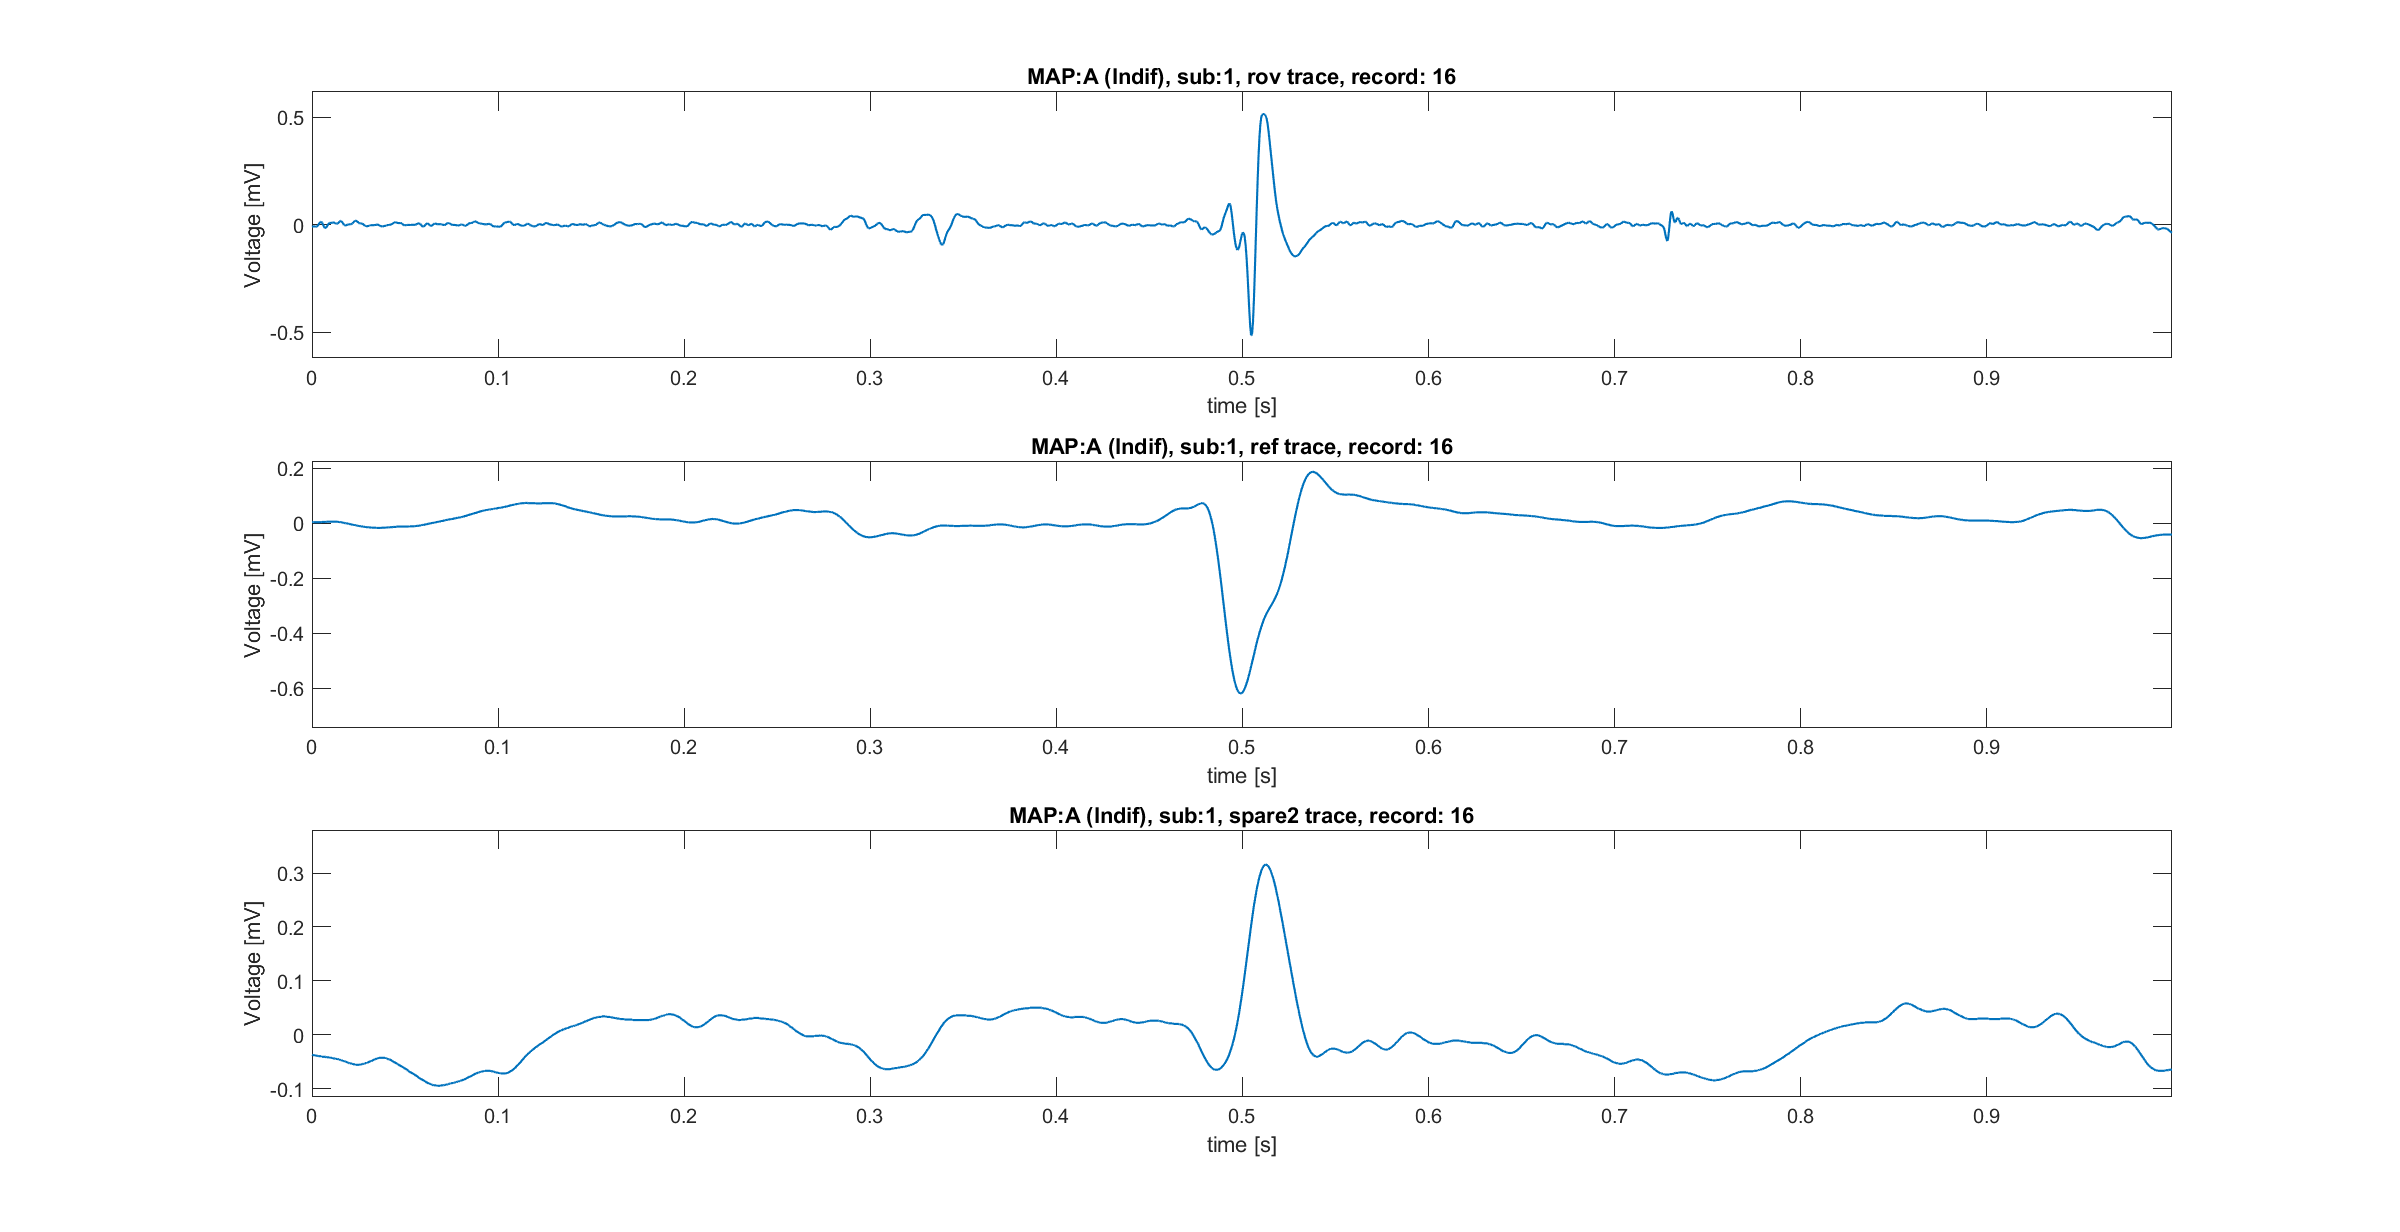 MAP:A (Indif), sub:1, rov trace, record: 16
Voltage [mV]
0.5
0
-0.5
0 0.1 0.2 0.3 0.4 0.5 0.6 0.7 0.8 0.9
time [s]
MAP:A (Indif), sub:1, ref trace, record: 16
Voltage [mV]
0.2
0
-0.2
-0.4
-0.6
0 0.1 0.2 0.3 0.4 0.5 0.6 0.7 0.8 0.9
time [s]
MAP:A (Indif), sub:1, spare2 trace, record: 16
Voltage [mV]
0.3
0.2
0.1
0
-0.1
0 0.1 0.2 0.3 0.4 0.5 0.6 0.7 0.8 0.9
time [s]